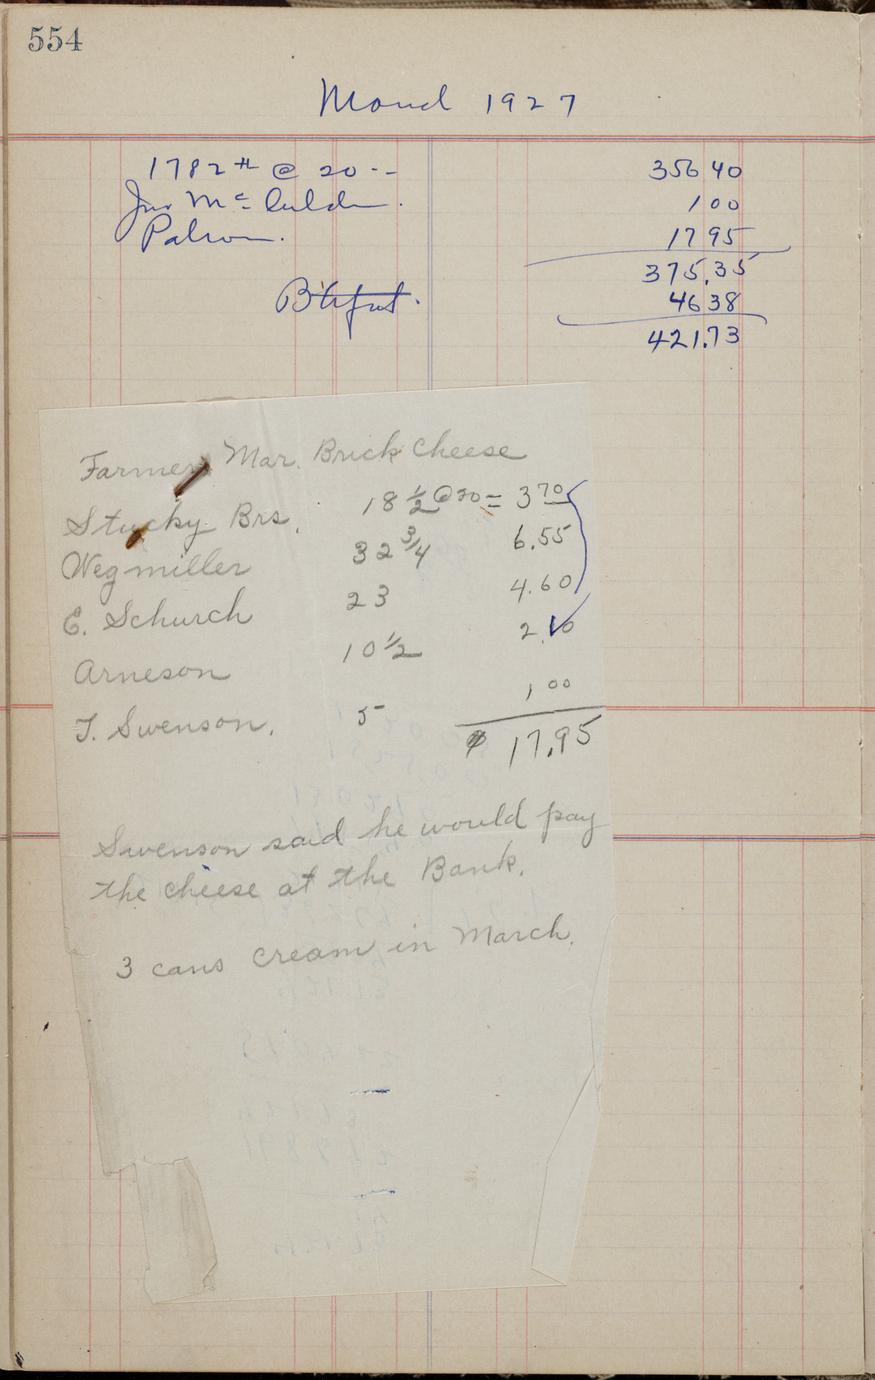 554
March 1927
1782 # @ 20 -- 356 40
Jno Mc 1 00
Patron. 17 95
375.35
B't fat. 46 38
421.73
Farmers Mar. Brick Cheese
Stucky Brs. 18 1/2 @ 20 = 3 70
Wegmiller 32 3/4 6.55
E. Schurch 23 4.60
Arneson 10 1/2 2.10
T. Swenson. 5 1 00
$ 17.95
Swenson said he would pay
the cheese at the Bank.
3 cans cream in March.